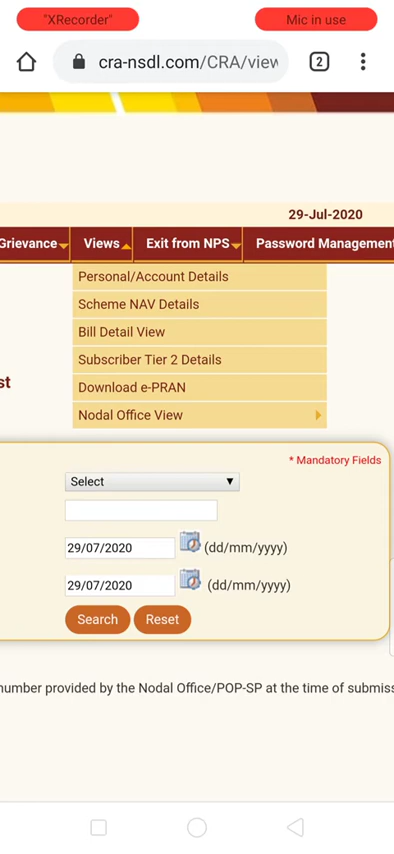 "XRecorder" Mic in use
cra-nsdl.com/CRA/view 2
29-Jul-2020
Grievance Views Exit from NPS Password Management
Personal/Account Details
Scheme NAV Details
Bill Detail View
Subscriber Tier 2 Details
Download e-PRAN
Nodal Office View
st
* Mandatory Fields
Select
29/07/2020 (dd/mm/yyyy)
29/07/2020 (dd/mm/yyyy)
Search Reset
number provided by the Nodal Office/POP-SP at the time of submiss